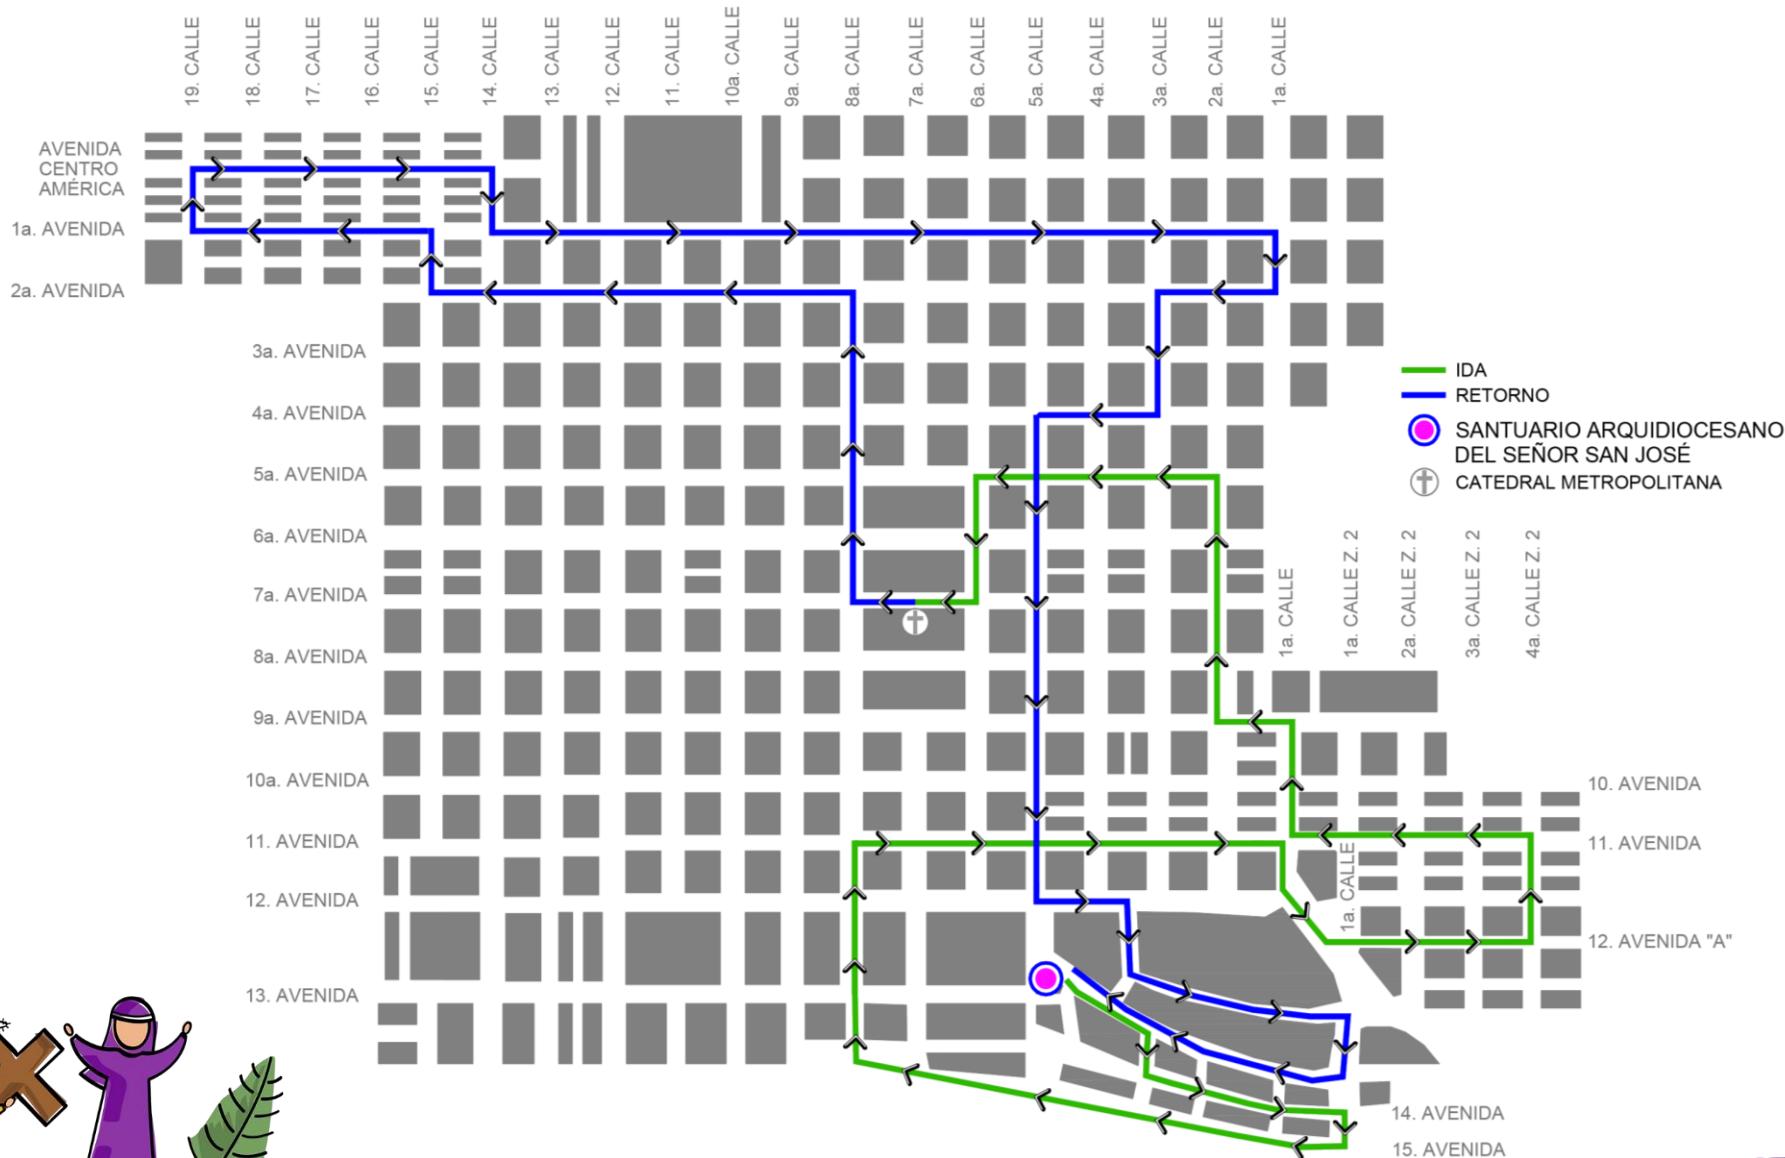 19. CALLE
18. CALLE
17. CALLE
16. CALLE
15. CALLE
14. CALLE
13. CALLE
12. CALLE
11. CALLE
10a. CALLE
9a. CALLE
8a. CALLE
7a. CALLE
6a. CALLE
5a. CALLE
4a. CALLE
3a. CALLE
2a. CALLE
1a. CALLE
AVENIDA
CENTRO
AMÉRICA
1a. AVENIDA
2a. AVENIDA
3a. AVENIDA
4a. AVENIDA
5a. AVENIDA
6a. AVENIDA
7a. AVENIDA
8a. AVENIDA
9a. AVENIDA
10a. AVENIDA
11. AVENIDA
12. AVENIDA
13. AVENIDA
IDA
RETORNO
SANTUARIO ARQUIDIOCESANO
DEL SEÑOR SAN JOSÉ
CATEDRAL METROPOLITANA
1a. CALLE
1a. CALLE Z. 2
2a. CALLE Z. 2
3a. CALLE Z. 2
4a. CALLE Z. 2
10. AVENIDA
11. AVENIDA
1a. CALLE
12. AVENIDA "A"
14. AVENIDA
15. AVENIDA